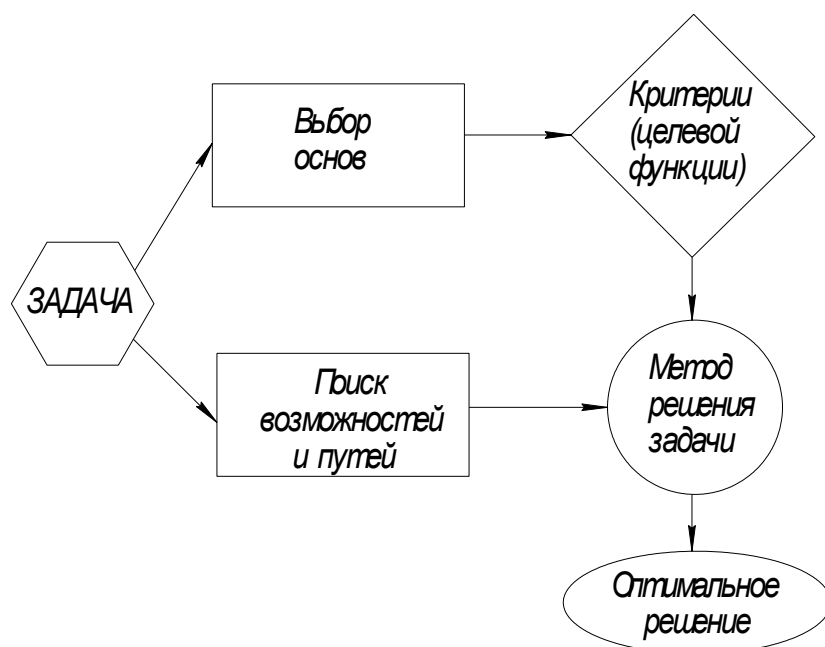 Выбор
основ
Критерии
(целевой
функции)
ЗАДАЧА
Поиск
возможностей
и путей
Метод
решения
задачи
Оптимальное
решение